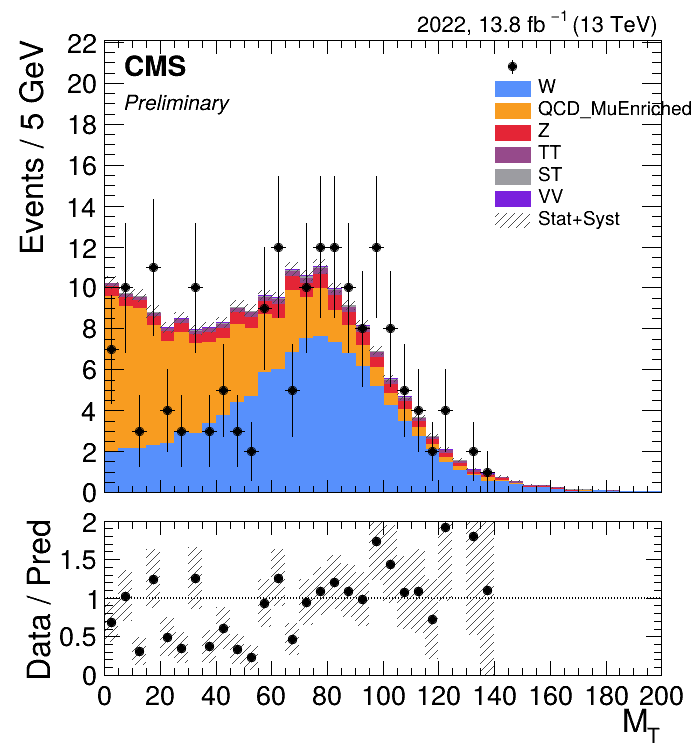 2022, 13.8 fb⁻¹ (13 TeV)
CMS
Preliminary
W
QCD_MuEnriched
Z
TT
ST
VV
Stat+Syst
Events / 5 GeV
22
20
18
16
14
12
10
8
6
4
2
0
Data / Pred
2
1.5
1
0.5
0
0 20 40 60 80 100 120 140 160 180 200
M_T